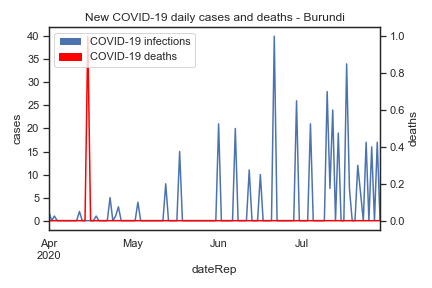 New COVID-19 daily cases and deaths - Burundi
COVID-19 infections
COVID-19 deaths
40
35
30
25
20
15
10
5
0
cases
1.0
0.8
0.6
0.4
0.2
0.0
deaths
Apr
2020
May
Jun
Jul
dateRep